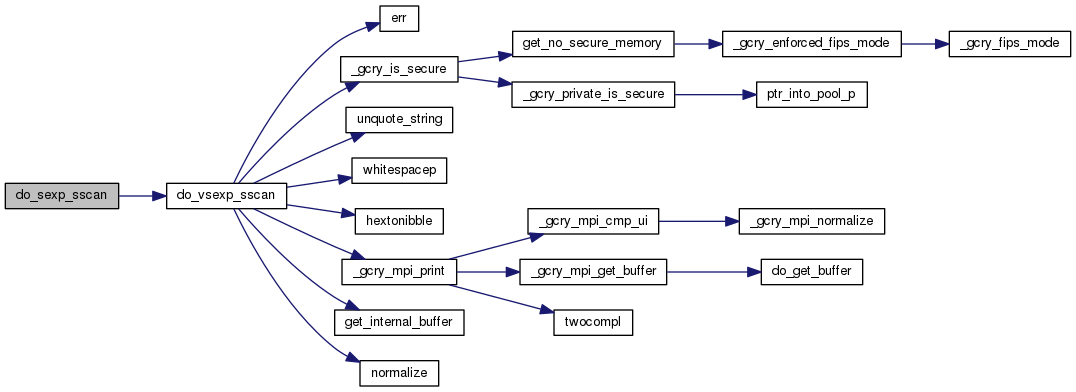 err
get_no_secure_memory
_gcry_enforced_fips_mode
_gcry_fips_mode
_gcry_is_secure
_gcry_private_is_secure
ptr_into_pool_p
unquote_string
whitespacep
do_sexp_sscan
do_vsexp_sscan
hextonibble
_gcry_mpi_cmp_ui
_gcry_mpi_normalize
_gcry_mpi_print
_gcry_mpi_get_buffer
do_get_buffer
get_internal_buffer
twocompl
normalize